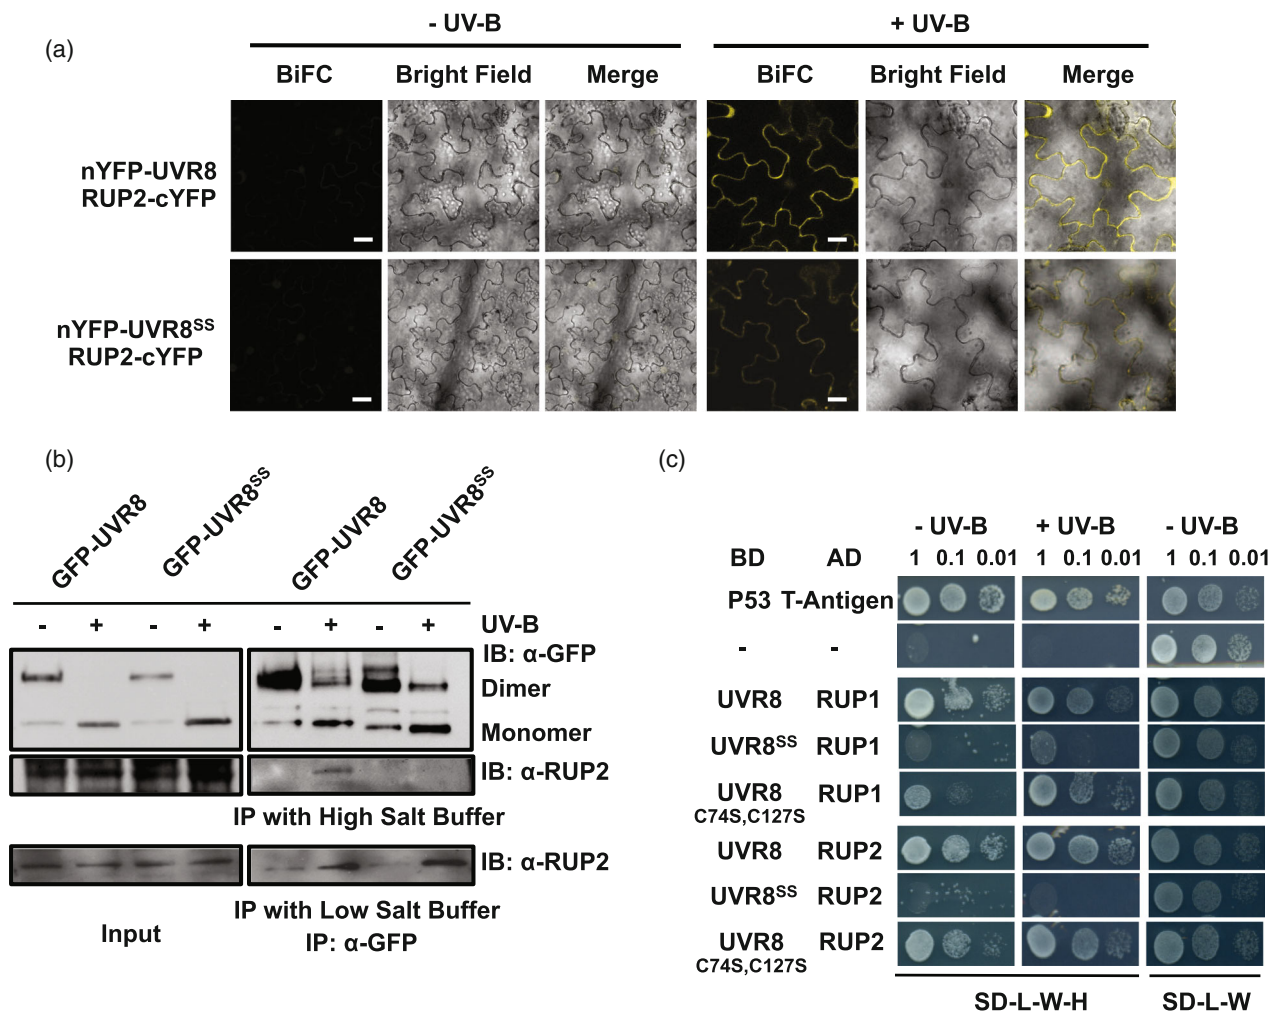 (a)
- UV-B
+ UV-B
BiFC Bright Field Merge BiFC Bright Field Merge
nYFP-UVR8
RUP2-cYFP
nYFP-UVR8SS
RUP2-cYFP
(b)
GFP-UVR8
GFP-UVR8SS
GFP-UVR8
GFP-UVR8SS
- + - + - + - + UV-B
IB: α-GFP
Dimer
Monomer
IB: α-RUP2
IP with High Salt Buffer
IB: α-RUP2
IP with Low Salt Buffer
Input
IP: α-GFP
(c)
- UV-B + UV-B - UV-B
BD AD 1 0.1 0.01 1 0.1 0.01 1 0.1 0.01
P53 T-Antigen
- -
UVR8 RUP1
UVR8SS RUP1
UVR8 RUP1
C74S,C127S
UVR8 RUP2
UVR8SS RUP2
UVR8 RUP2
C74S,C127S
SD-L-W-H SD-L-W